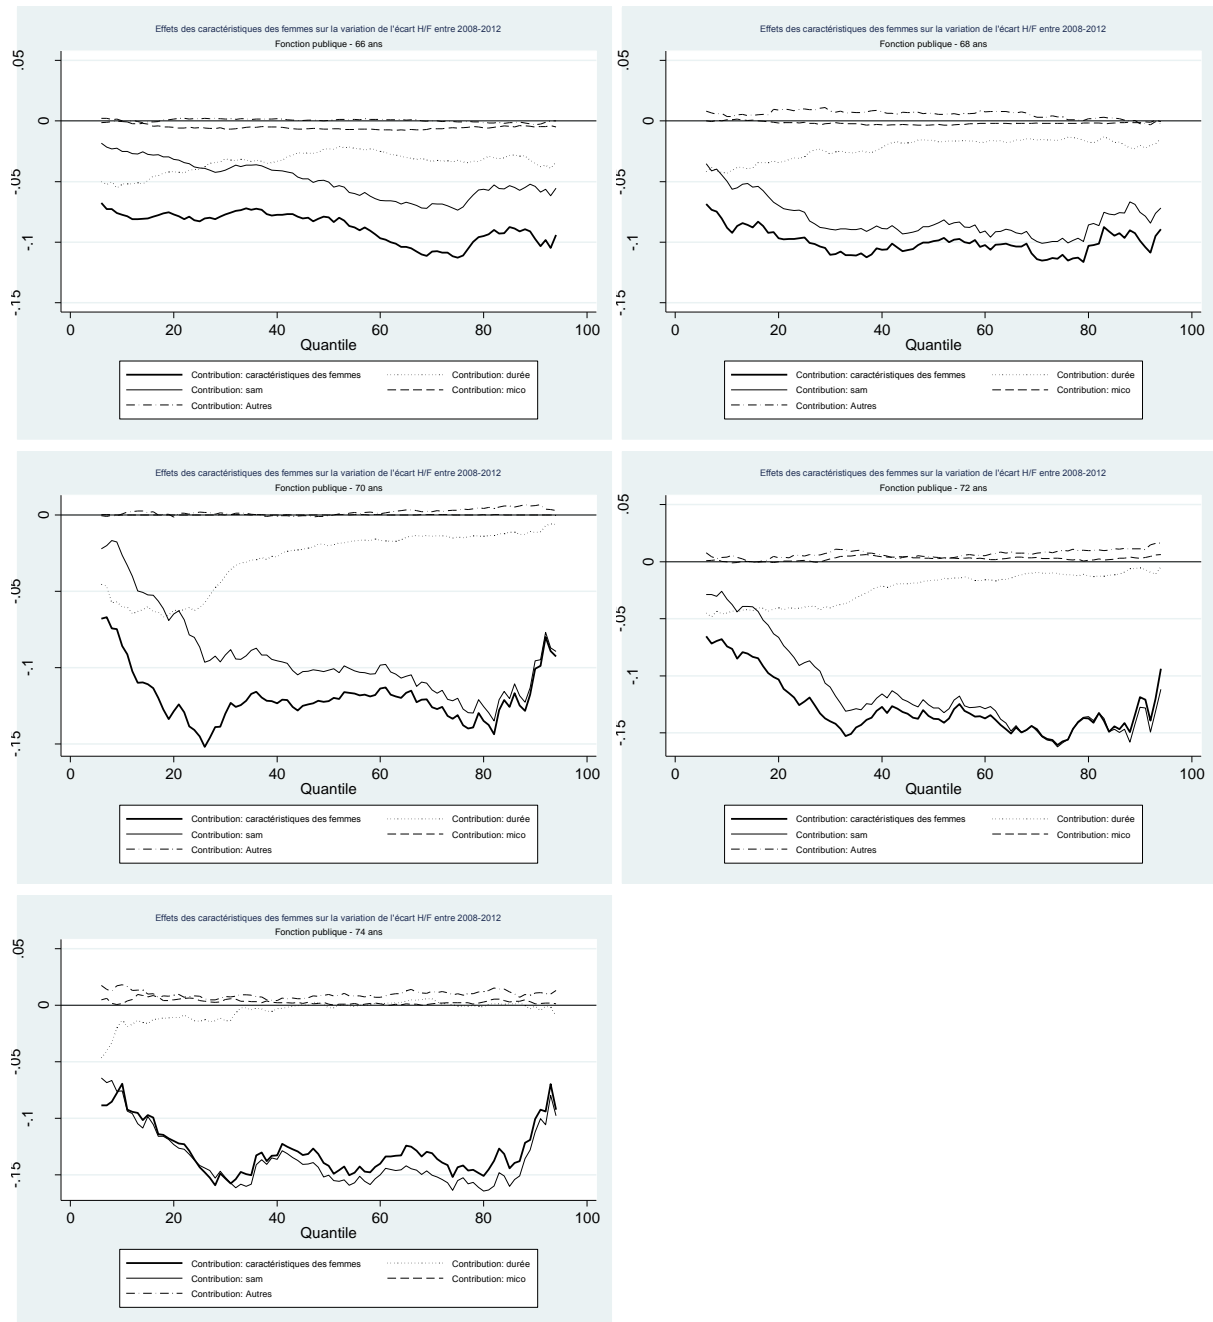 Effets des caractéristiques des femmes sur la variation de l'écart H/F entre 2008-2012
Fonction publique - 66 ans
.05
0
-.05
-.1
-.15
0 20 40 60 80 100
Quantile
Contribution: caractéristiques des femmes
Contribution: durée
Contribution: sam
Contribution: mico
Contribution: Autres
Effets des caractéristiques des femmes sur la variation de l'écart H/F entre 2008-2012
Fonction publique - 68 ans
.05
0
-.05
-.1
-.15
0 20 40 60 80 100
Quantile
Contribution: caractéristiques des femmes
Contribution: durée
Contribution: sam
Contribution: mico
Contribution: Autres
Effets des caractéristiques des femmes sur la variation de l'écart H/F entre 2008-2012
Fonction publique - 70 ans
0
-.05
-.1
-.15
0 20 40 60 80 100
Quantile
Contribution: caractéristiques des femmes
Contribution: durée
Contribution: sam
Contribution: mico
Contribution: Autres
Effets des caractéristiques des femmes sur la variation de l'écart H/F entre 2008-2012
Fonction publique - 72 ans
.05
0
-.05
-.1
-.15
0 20 40 60 80 100
Quantile
Contribution: caractéristiques des femmes
Contribution: durée
Contribution: sam
Contribution: mico
Contribution: Autres
Effets des caractéristiques des femmes sur la variation de l'écart H/F entre 2008-2012
Fonction publique - 74 ans
.05
0
-.05
-.1
-.15
0 20 40 60 80 100
Quantile
Contribution: caractéristiques des femmes
Contribution: durée
Contribution: sam
Contribution: mico
Contribution: Autres